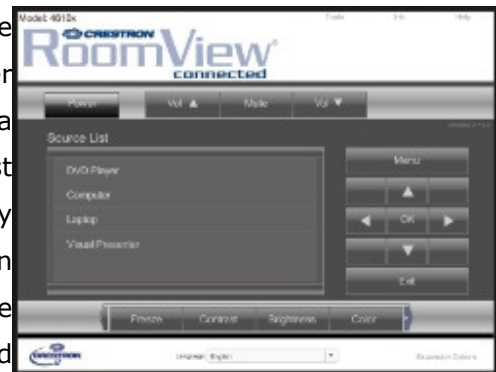 Model: 4610x
Tools Info Help
CRESTRON
RoomView
connected
Power Vol ▲ Mute Vol ▼
Source List
DVD Player
Computer
Laptop
Visual Presenter
Menu
OK
Exit
Freeze Contrast Brightness Color
CRESTRON
Language English
Expansion Options